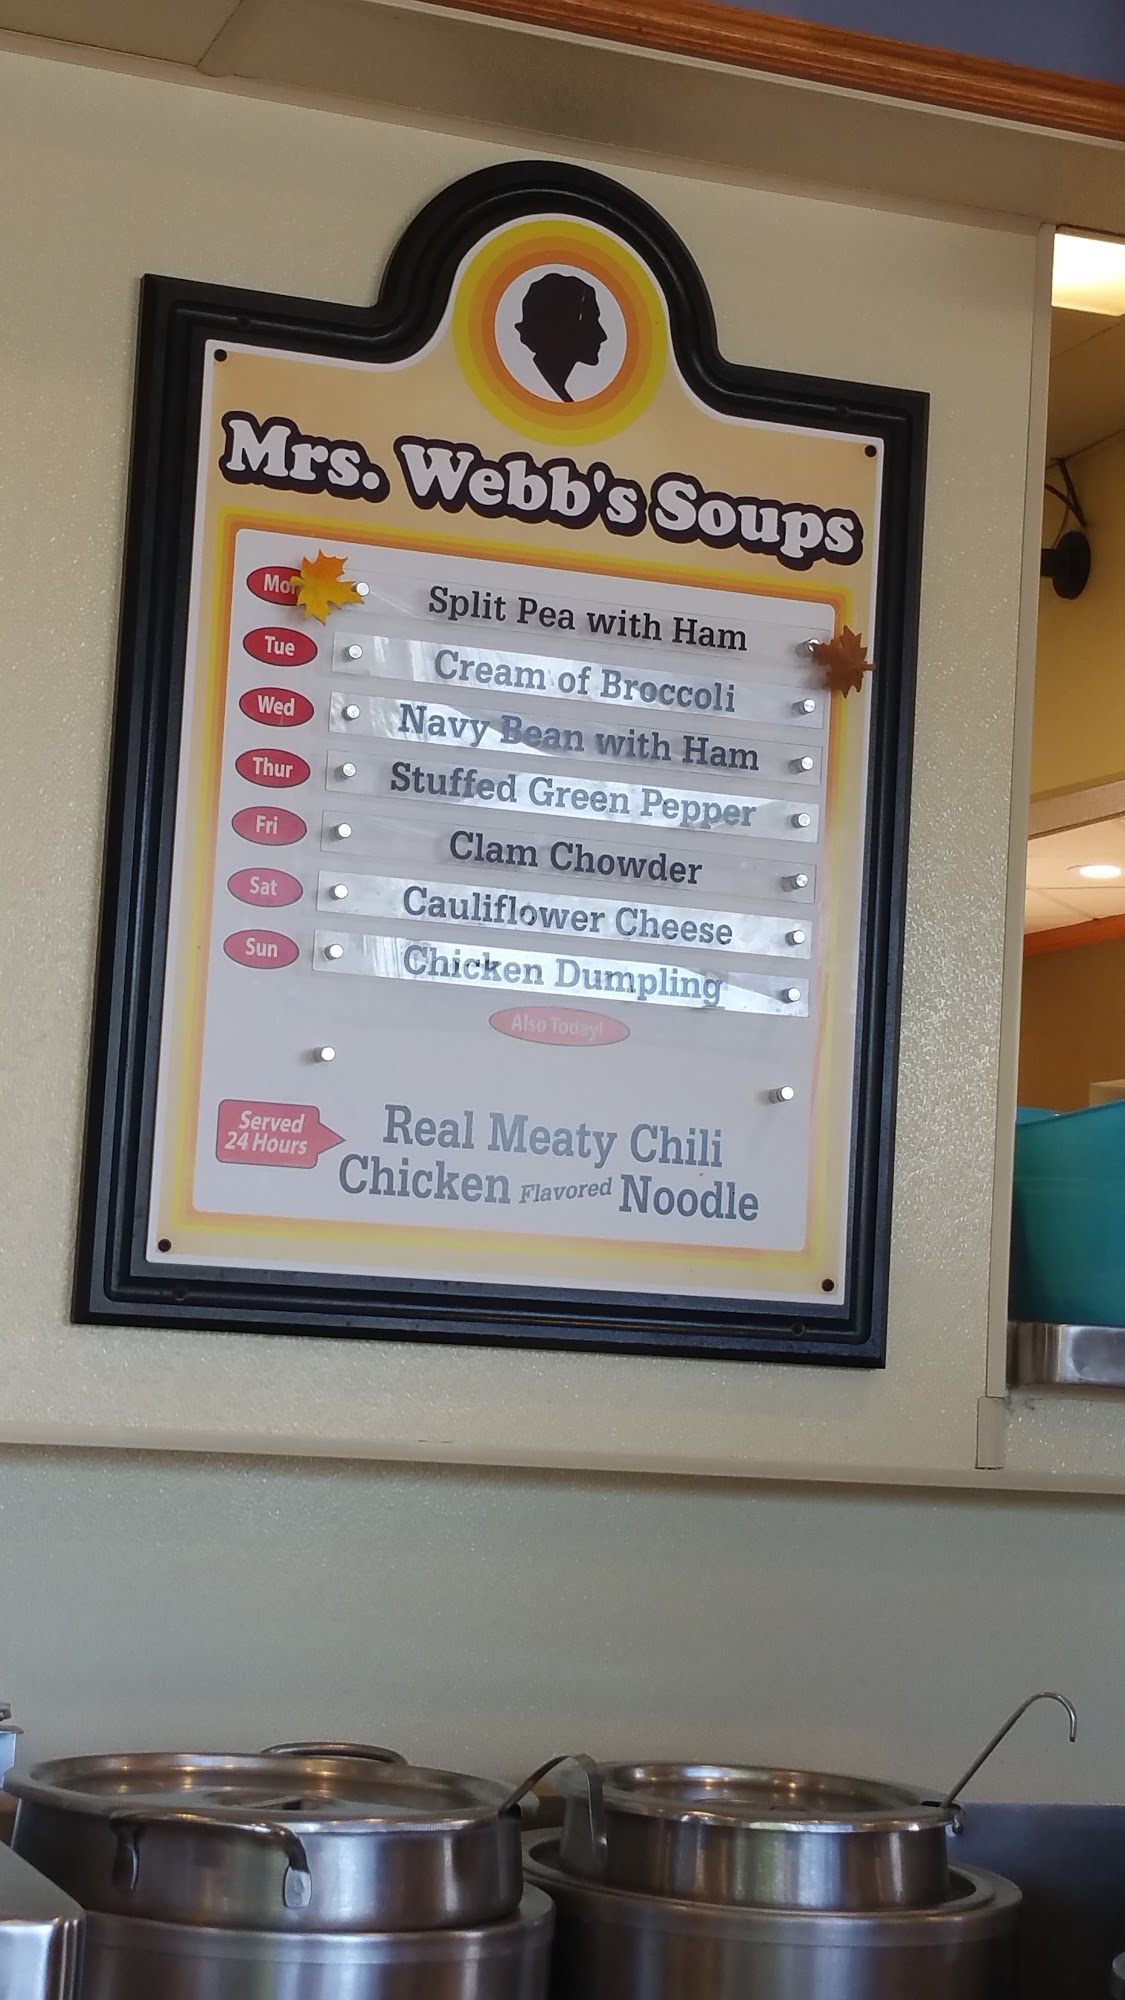 Mrs. Webb's Soups
Mon Split Pea with Ham
Tue Cream of Broccoli
Wed Navy Bean with Ham
Thur Stuffed Green Pepper
Fri Clam Chowder
Sat Cauliflower Cheese
Sun Chicken Dumpling
Also Today!
Served
24 Hours
Real Meaty Chili
Chicken Flavored Noodle